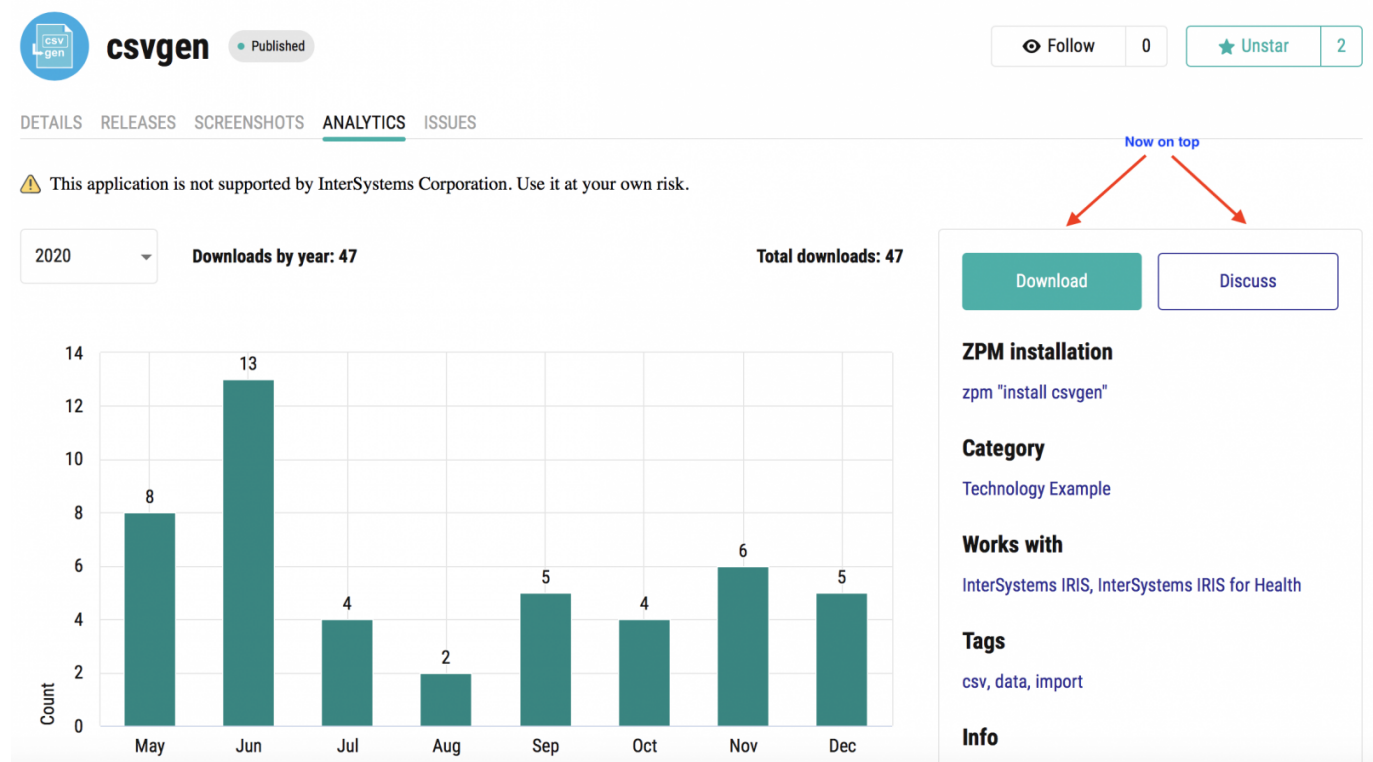 csv
gen
csvgen
Published
Follow
0
Unstar
2
DETAILS
RELEASES
SCREENSHOTS
ANALYTICS
ISSUES
Now on top
This application is not supported by InterSystems Corporation. Use it at your own risk.
2020
Downloads by year: 47
Total downloads: 47
14
12
10
8
6
4
2
0
Count
8
13
4
2
5
4
6
5
May
Jun
Jul
Aug
Sep
Oct
Nov
Dec
Download
Discuss
ZPM installation
zpm "install csvgen"
Category
Technology Example
Works with
InterSystems IRIS, InterSystems IRIS for Health
Tags
csv, data, import
Info